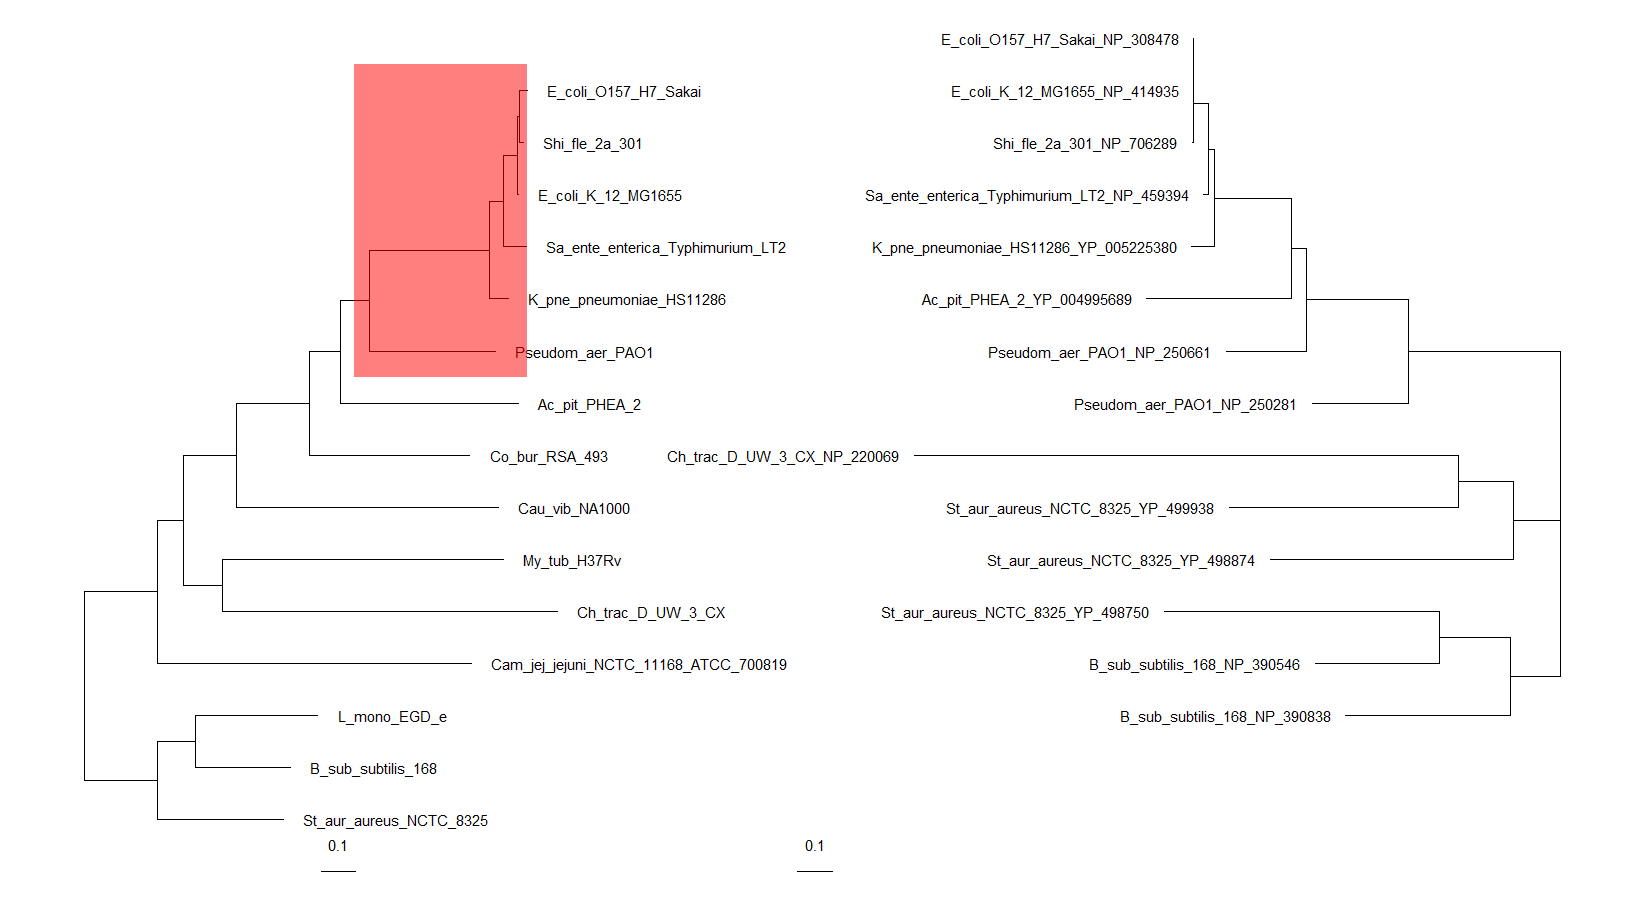 E_coli_O157_H7_Sakai_NP_308478
E_coli_O157_H7_Sakai
E_coli_K_12_MG1655_NP_414935
Shi_fle_2a_301
Shi_fle_2a_301_NP_706289
E_coli_K_12_MG1655
Sa_ente_enterica_Typhimurium_LT2_NP_459394
Sa_ente_enterica_Typhimurium_LT2
K_pne_pneumoniae_HS11286_YP_005225380
K_pne_pneumoniae_HS11286
Ac_pit_PHEA_2_YP_004995689
Pseudom_aer_PAO1
Pseudom_aer_PAO1_NP_250661
Ac_pit_PHEA_2
Pseudom_aer_PAO1_NP_250281
Co_bur_RSA_493
Ch_trac_D_UW_3_CX_NP_220069
Cau_vib_NA1000
St_aur_aureus_NCTC_8325_YP_499938
My_tub_H37Rv
St_aur_aureus_NCTC_8325_YP_498874
Ch_trac_D_UW_3_CX
St_aur_aureus_NCTC_8325_YP_498750
Cam_jej_jejuni_NCTC_11168_ATCC_700819
B_sub_subtilis_168_NP_390546
L_mono_EGD_e
B_sub_subtilis_168_NP_390838
B_sub_subtilis_168
St_aur_aureus_NCTC_8325
0.1
0.1